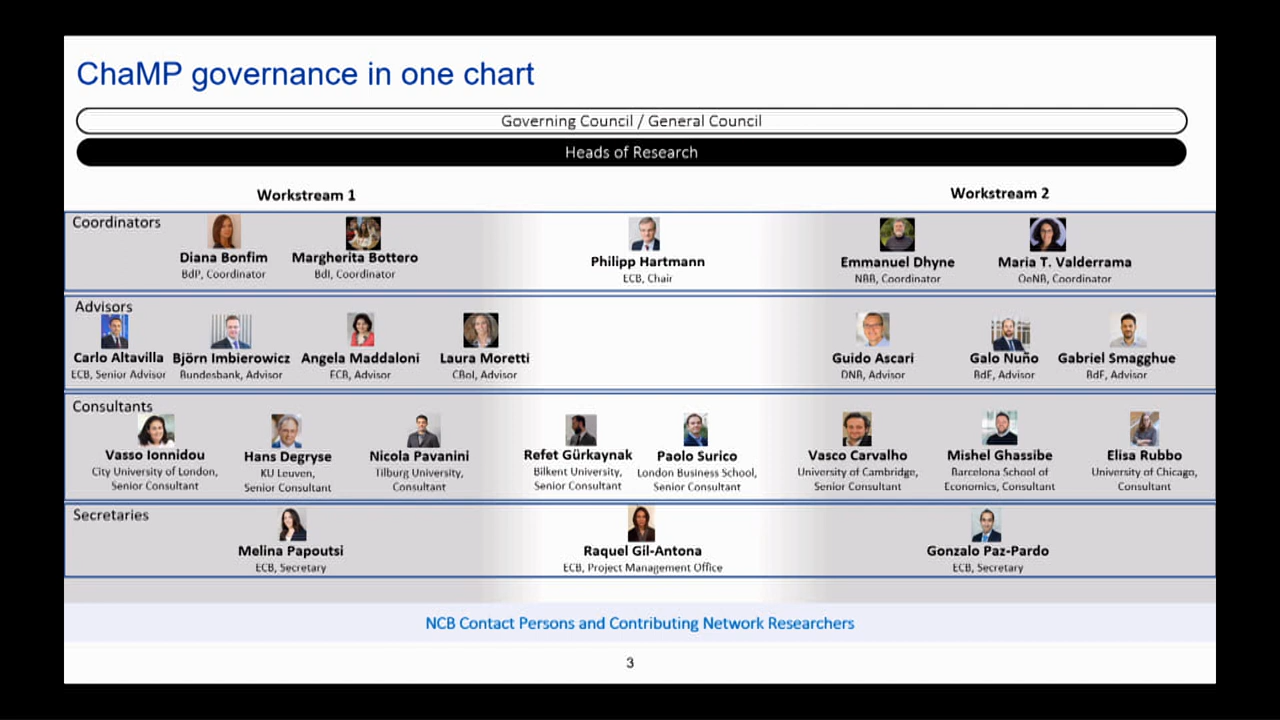 ChaMP governance in one chart
Governing Council / General Council
Heads of Research
Workstream 1
Workstream 2
Coordinators
Diana Bonfim
BdP, Coordinator
Margherita Bottero
BdI, Coordinator
Philipp Hartmann
ECB, Chair
Emmanuel Dhyne
NBB, Coordinator
Maria T. Valderrama
OeNB, Coordinator
Advisors
Carlo Altavilla
ECB, Senior Advisor
Björn Imbierowicz
Bundesbank, Advisor
Angela Maddaloni
ECB, Advisor
Laura Moretti
CBoI, Advisor
Guido Ascari
DNB, Advisor
Galo Nuño
BdE, Advisor
Gabriel Smagghue
BdF, Advisor
Consultants
Vasso Ionnidou
City University of London,
Senior Consultant
Hans Degryse
KU Leuven,
Senior Consultant
Nicola Pavanini
Tilburg University,
Consultant
Refet Gürkaynak
Bilkent University,
Senior Consultant
Paolo Surico
London Business School,
Senior Consultant
Vasco Carvalho
University of Cambridge,
Senior Consultant
Mishel Ghassibe
Barcelona School of
Economics, Consultant
Elisa Rubbo
University of Chicago,
Consultant
Secretaries
Melina Papoutsi
ECB, Secretary
Raquel Gil-Antona
ECB, Project Management Office
Gonzalo Paz-Pardo
ECB, Secretary
NCB Contact Persons and Contributing Network Researchers
3